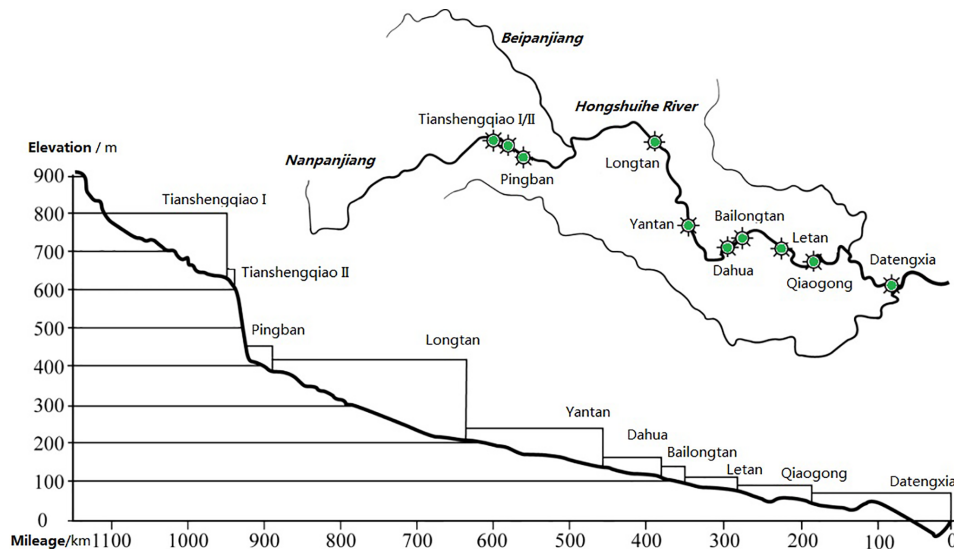 Beipanjiang
Hongshuihe River
Tianshengqiao I/II
Nanpanjiang
Pingban
Longtan
Yantan
Bailongtan
Letan
Dahua
Qiaogong
Datengxia
Elevation / m
900
800
700
600
500
400
300
200
100
0
Tianshengqiao I
Tianshengqiao II
Pingban
Longtan
Yantan
Dahua
Bailongtan
Letan
Qiaogong
Datengxia
Mileage/km 1100 1000 900 800 700 600 500 400 300 200 100 0